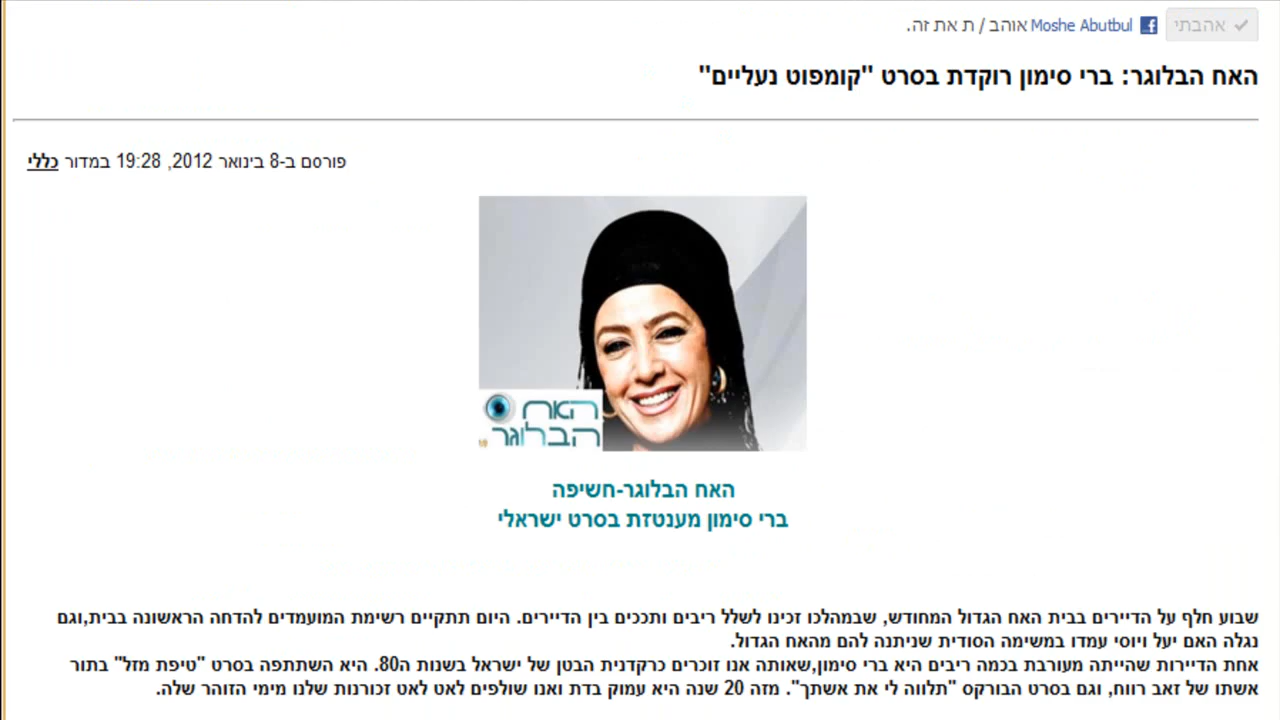 אהבתי
Moshe Abutbul אוהב / ת את זה.
האח הבלוגר: ברי סימון רוקדת בסרט "קומפוט נעליים"
פורסם ב-8 בינואר 2012, 19:28 במדור כללי
האח
הבלוגר
האח הבלוגר-חשיפה
ברי סימון מענטזת בסרט ישראלי
שבוע חלף על הדיירים בבית האח הגדול המחודש, שבמהלכו זכינו לשלל ריבים ותככים בין הדיירים. היום תתקיים רשימת המועמדים להדחה הראשונה בבית,וגם
נגלה האם יעל ויוסי עמדו במשימה הסודית שניתנה להם מהאח הגדול.
אחת הדיירות שהייתה מעורבת בכמה ריבים היא ברי סימון,שאותה אנו זוכרים כרקדנית הבטן של ישראל בשנות ה80. היא השתתפה בסרט "טיפת מזל" בתור
אשתו של זאב רווח, וגם בסרט הבורקס "תלווה לי את אשתך". מזה 20 שנה היא עמוק בדת ואנו שולפים לאט לאט זכורנות שלנו מימי הזוהר שלה.